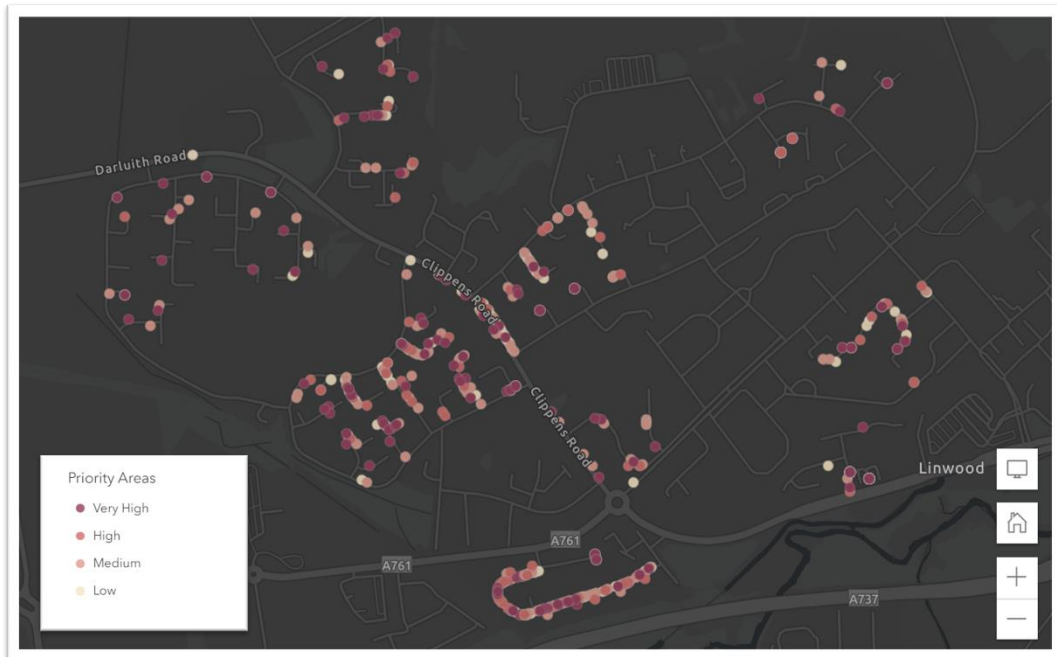 Darluith Road
Clippens Road
Clippens Road
Linwood
A761
A761
A737
Priority Areas
Very High
High
Medium
Low